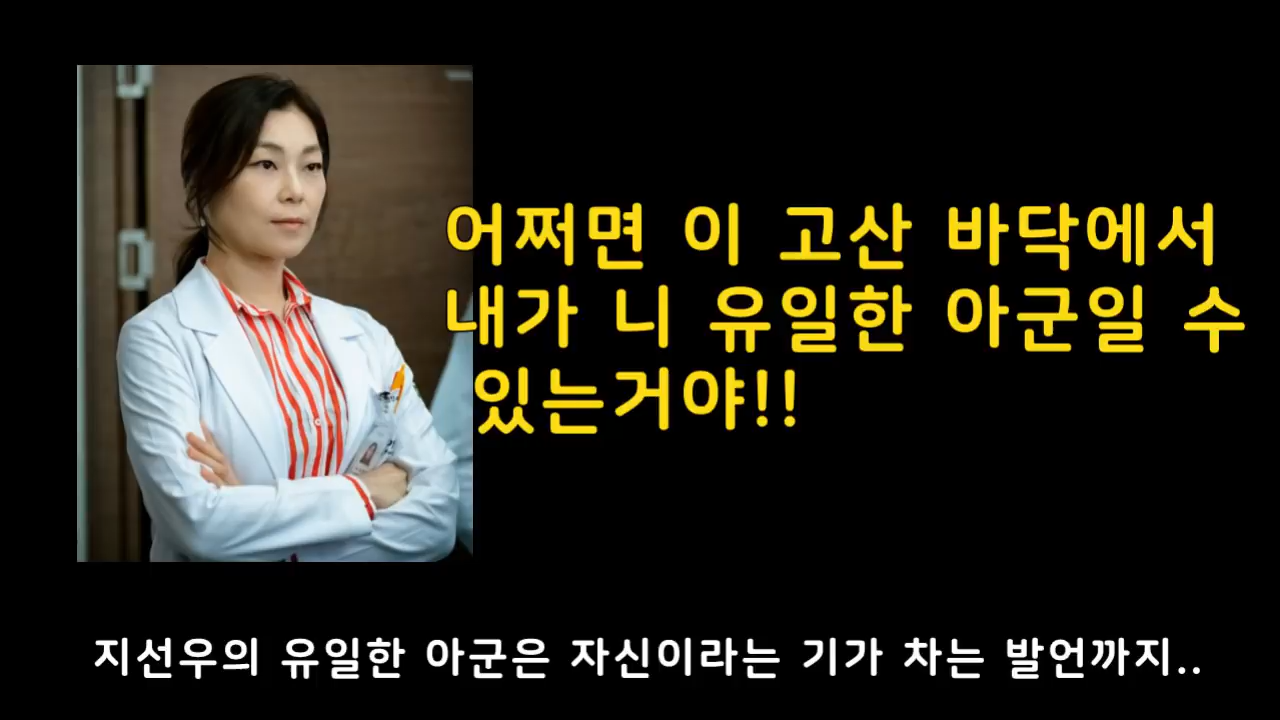 어쩌면 이 고산 바닥에서
내가 니 유일한 아군일 수
있는거야!!
지선우의 유일한 아군은 자신이라는 기가 차는 발언까지..